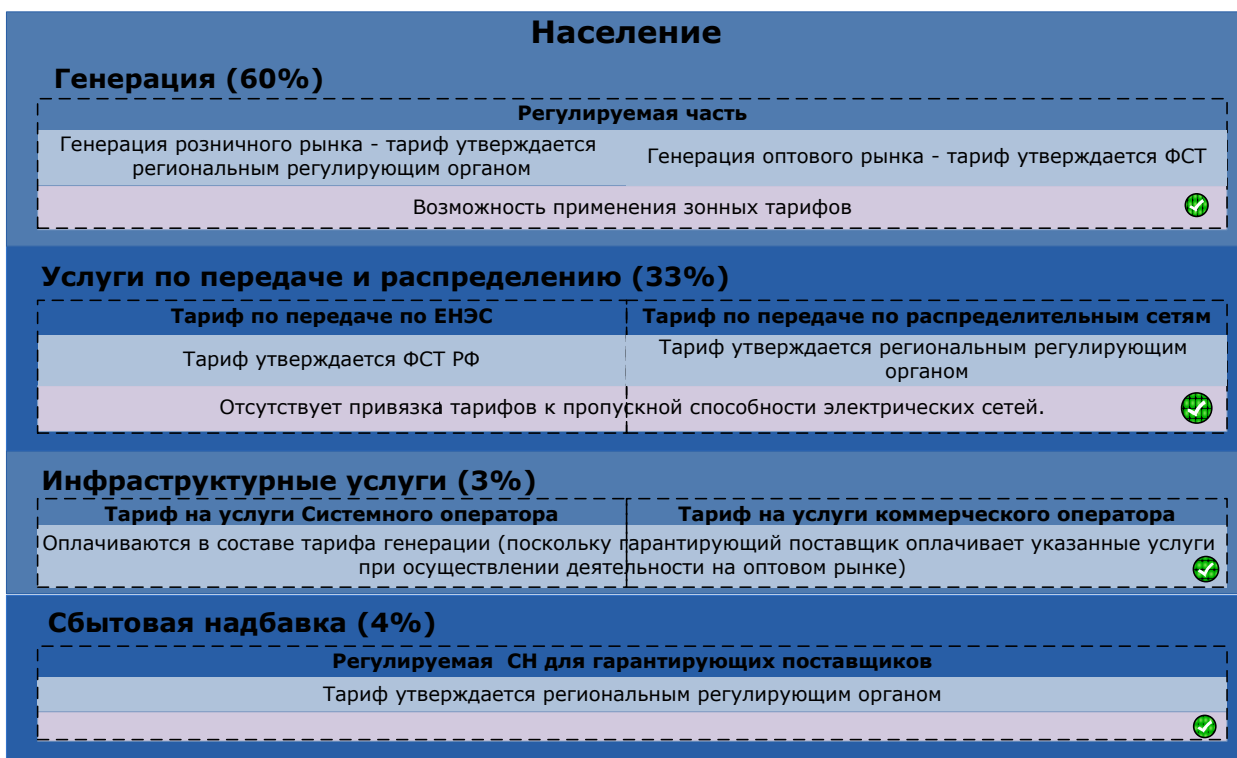 Население
Генерация (60%)
Регулируемая часть
Генерация розничного рынка - тариф утверждается
региональным регулирующим органом
Генерация оптового рынка - тариф утверждается ФСТ
Возможность применения зонных тарифов
Услуги по передаче и распределению (33%)
Тариф по передаче по ЕНЭС
Тариф по передаче по распределительным сетям
Тариф утверждается ФСТ РФ
Тариф утверждается региональным регулирующим
органом
Отсутствует привязка тарифов к пропускной способности электрических сетей.
Инфраструктурные услуги (3%)
Тариф на услуги Системного оператора
Тариф на услуги коммерческого оператора
Оплачиваются в составе тарифа генерации (поскольку гарантирующий поставщик оплачивает указанные услуги
при осуществлении деятельности на оптовом рынке)
Сбытовая надбавка (4%)
Регулируемая СН для гарантирующих поставщиков
Тариф утверждается региональным регулирующим органом